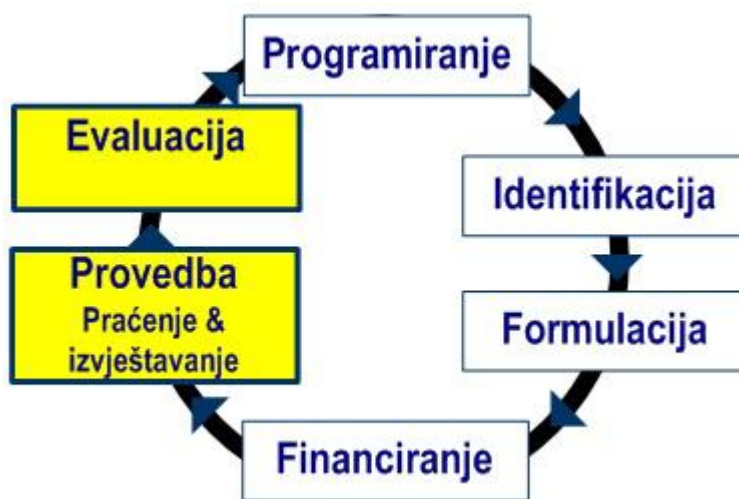 Programiranje
Evaluacija
Identifikacija
Provedba
Praćenje &
izvještavanje
Formulacija
Financiranje